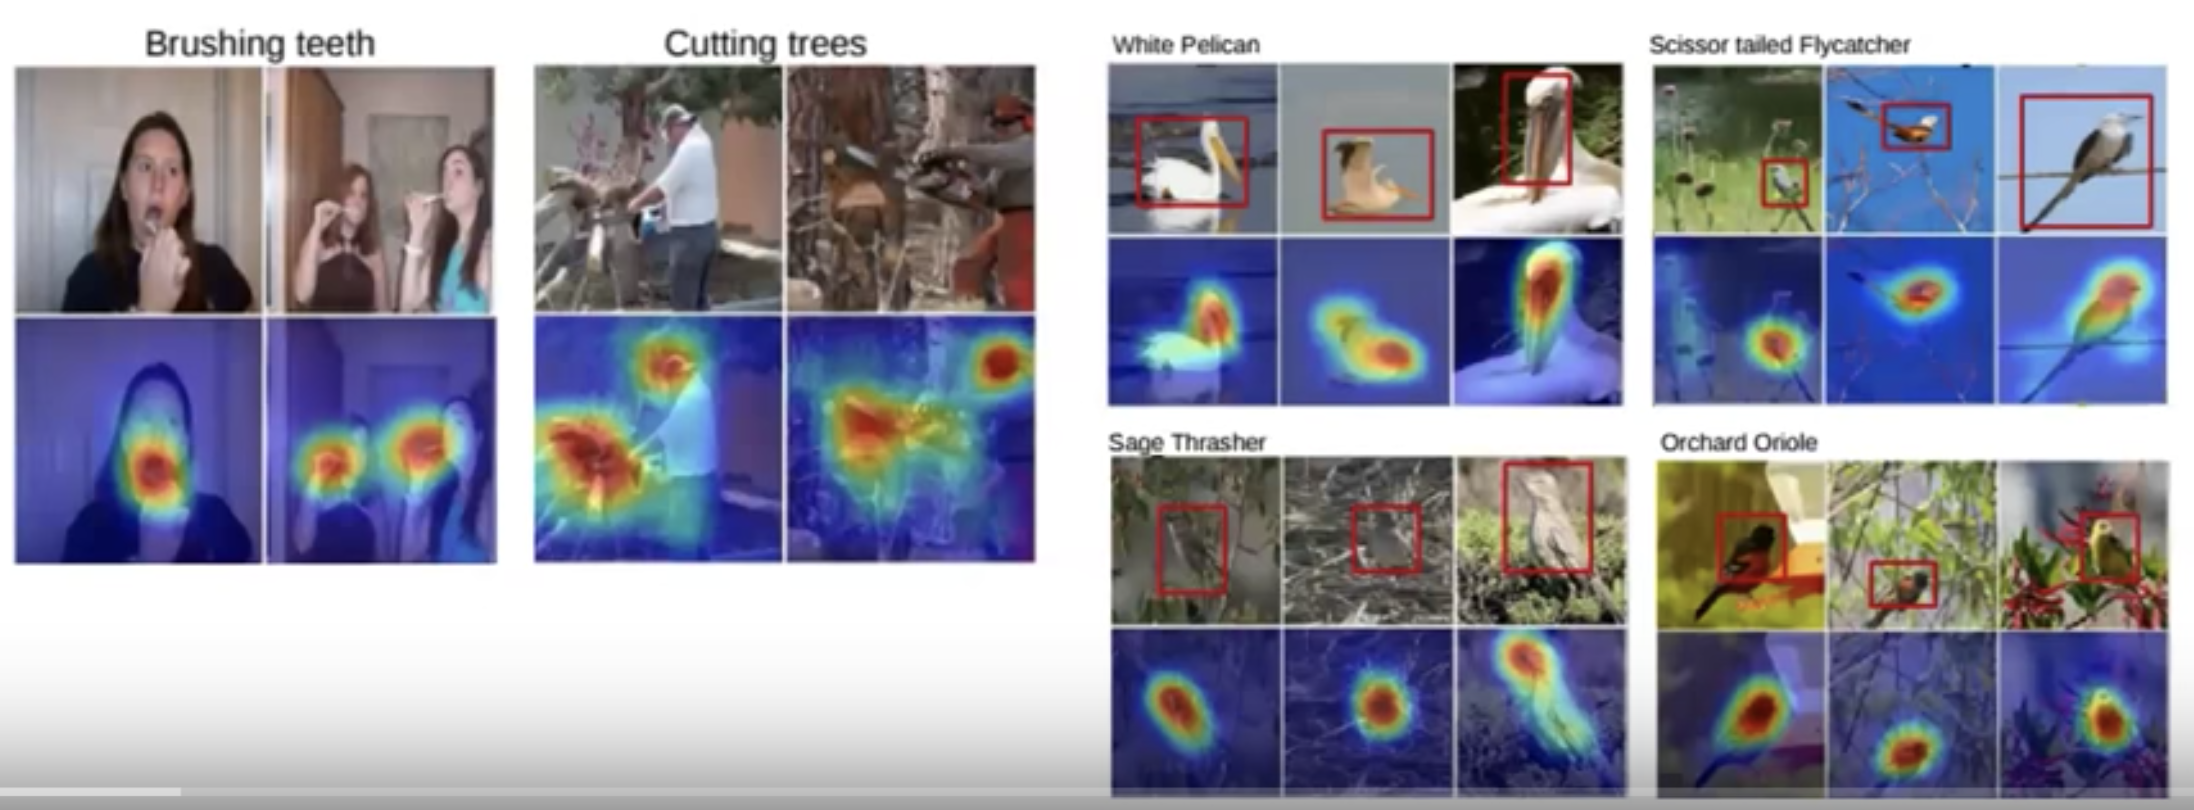 Brushing teeth
Cutting trees
White Pelican
Scissor tailed Flycatcher
Sage Thrasher
Orchard Oriole